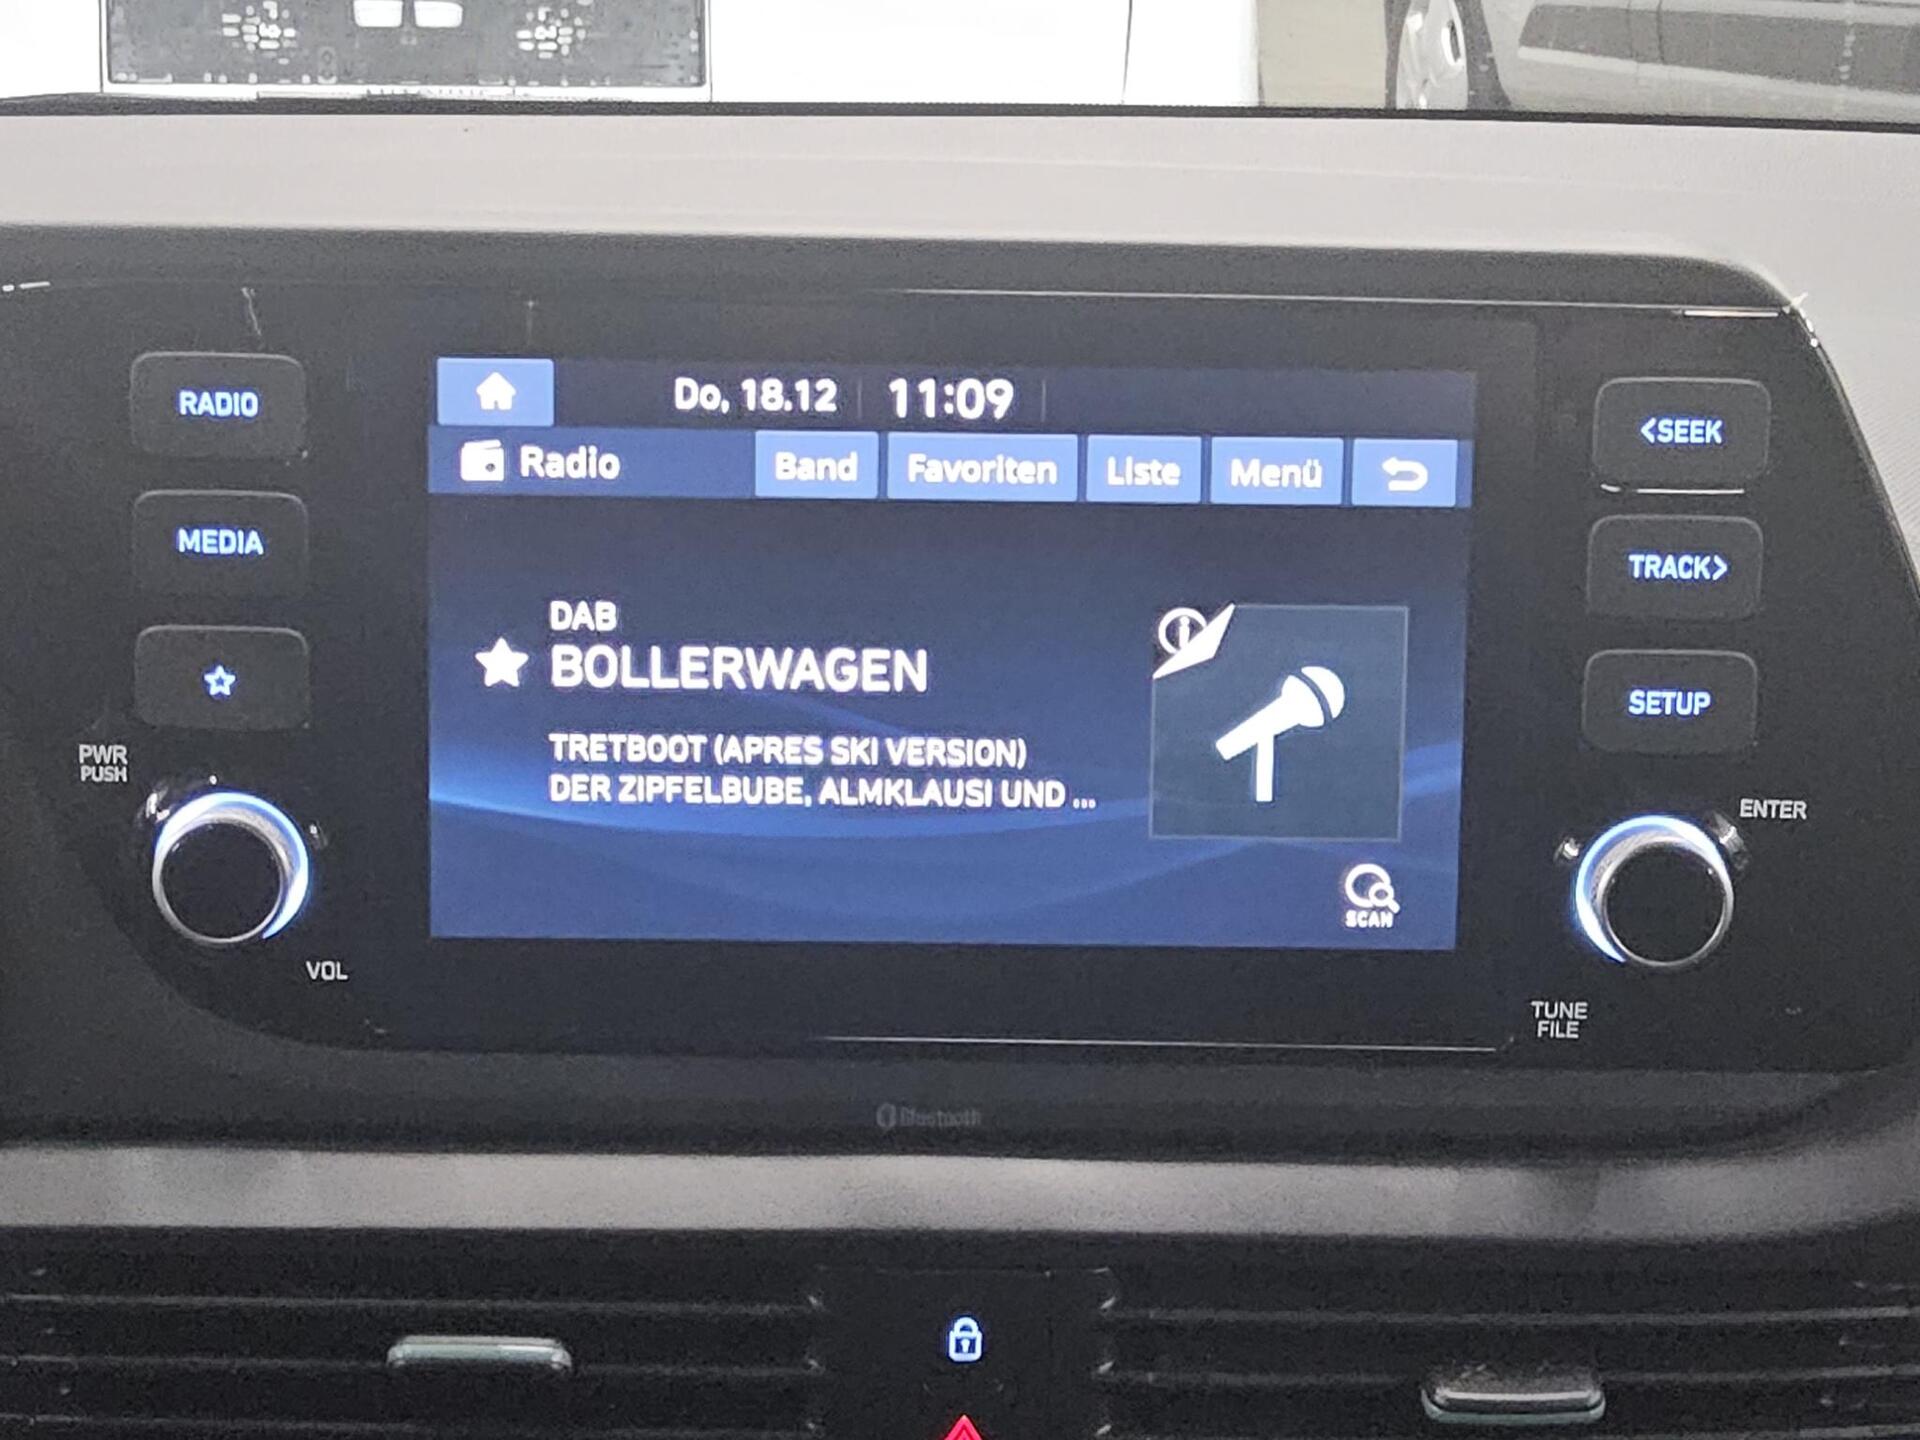 Do, 18.12
11:09
Radio
Band
Favoriten
Liste
Menü
RADIO
MEDIA
DAB
BOLLERWAGEN
TRETBOOT (APRES SKI VERSION)
DER ZIPFELBUBE, ALMKLAUSI UND ...
SCAN
<SEEK
TRACK>
SETUP
PWR
PUSH
VOL
ENTER
TUNE
FILE
Bluetooth